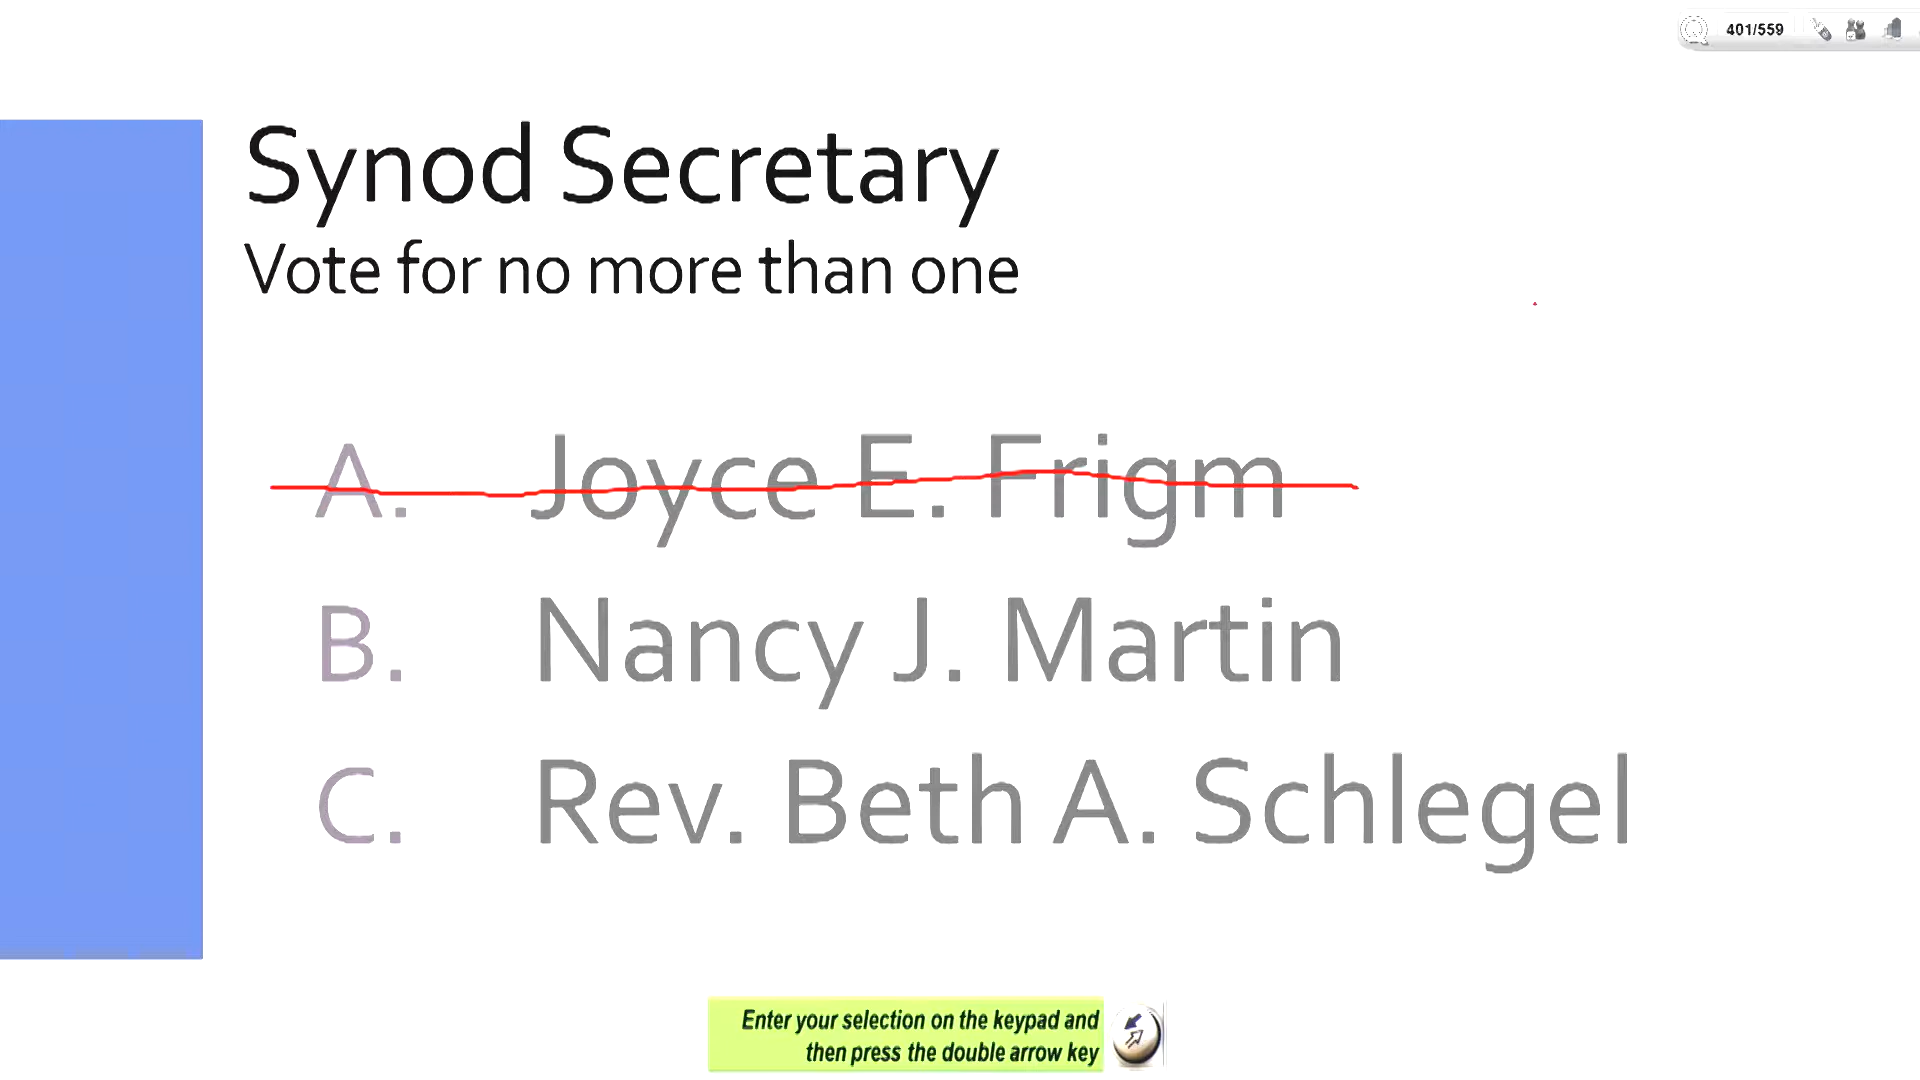 401/559
Synod Secretary
Vote for no more than one
A. Joyce E. Frigm
B. Nancy J. Martin
C. Rev. Beth A. Schlegel
Enter your selection on the keypad and
then press the double arrow key